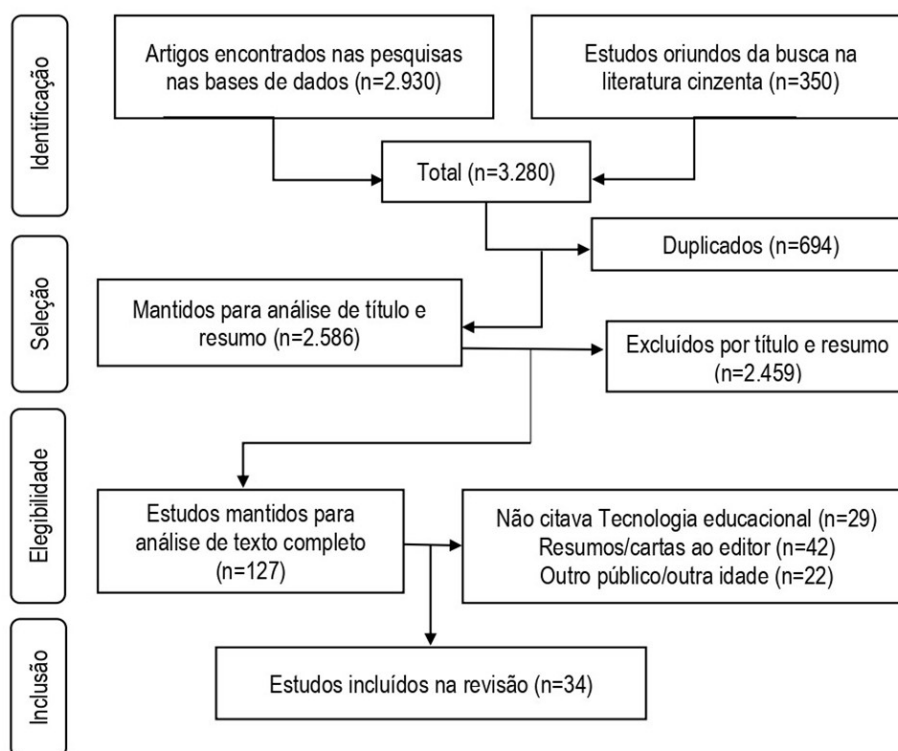 Identificação
Artigos encontrados nas pesquisas
nas bases de dados (n=2.930)
Estudos oriundos da busca na
literatura cinzenta (n=350)
Total (n=3.280)
Seleção
Duplicados (n=694)
Mantidos para análise de título e
resumo (n=2.586)
Excluídos por título e resumo
(n=2.459)
Elegibilidade
Estudos mantidos para
análise de texto completo
(n=127)
Não citava Tecnologia educacional (n=29)
Resumos/cartas ao editor (n=42)
Outro público/outra idade (n=22)
Inclusão
Estudos incluídos na revisão (n=34)